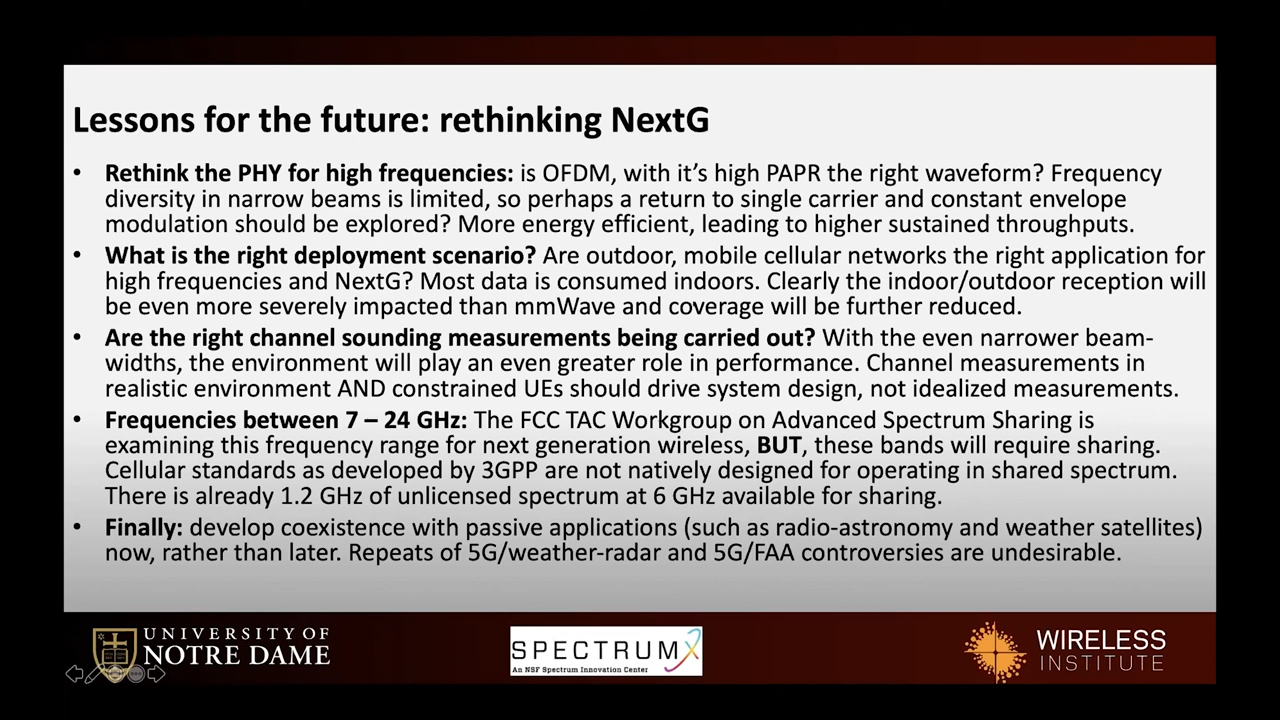 Lessons for the future: rethinking NextG
• Rethink the PHY for high frequencies: is OFDM, with it’s high PAPR the right waveform? Frequency
diversity in narrow beams is limited, so perhaps a return to single carrier and constant envelope
modulation should be explored? More energy efficient, leading to higher sustained throughputs.
• What is the right deployment scenario? Are outdoor, mobile cellular networks the right application for
high frequencies and NextG? Most data is consumed indoors. Clearly the indoor/outdoor reception will
be even more severely impacted than mmWave and coverage will be further reduced.
• Are the right channel sounding measurements being carried out? With the even narrower beam-
widths, the environment will play an even greater role in performance. Channel measurements in
realistic environment AND constrained UEs should drive system design, not idealized measurements.
• Frequencies between 7 – 24 GHz: The FCC TAC Workgroup on Advanced Spectrum Sharing is
examining this frequency range for next generation wireless, BUT, these bands will require sharing.
Cellular standards as developed by 3GPP are not natively designed for operating in shared spectrum.
There is already 1.2 GHz of unlicensed spectrum at 6 GHz available for sharing.
• Finally: develop coexistence with passive applications (such as radio-astronomy and weather satellites)
now, rather than later. Repeats of 5G/weather-radar and 5G/FAA controversies are undesirable.
UNIVERSITY OF
NOTRE DAME
SPECTRUMX
An NSF Spectrum Innovation Center
WIRELESS
INSTITUTE